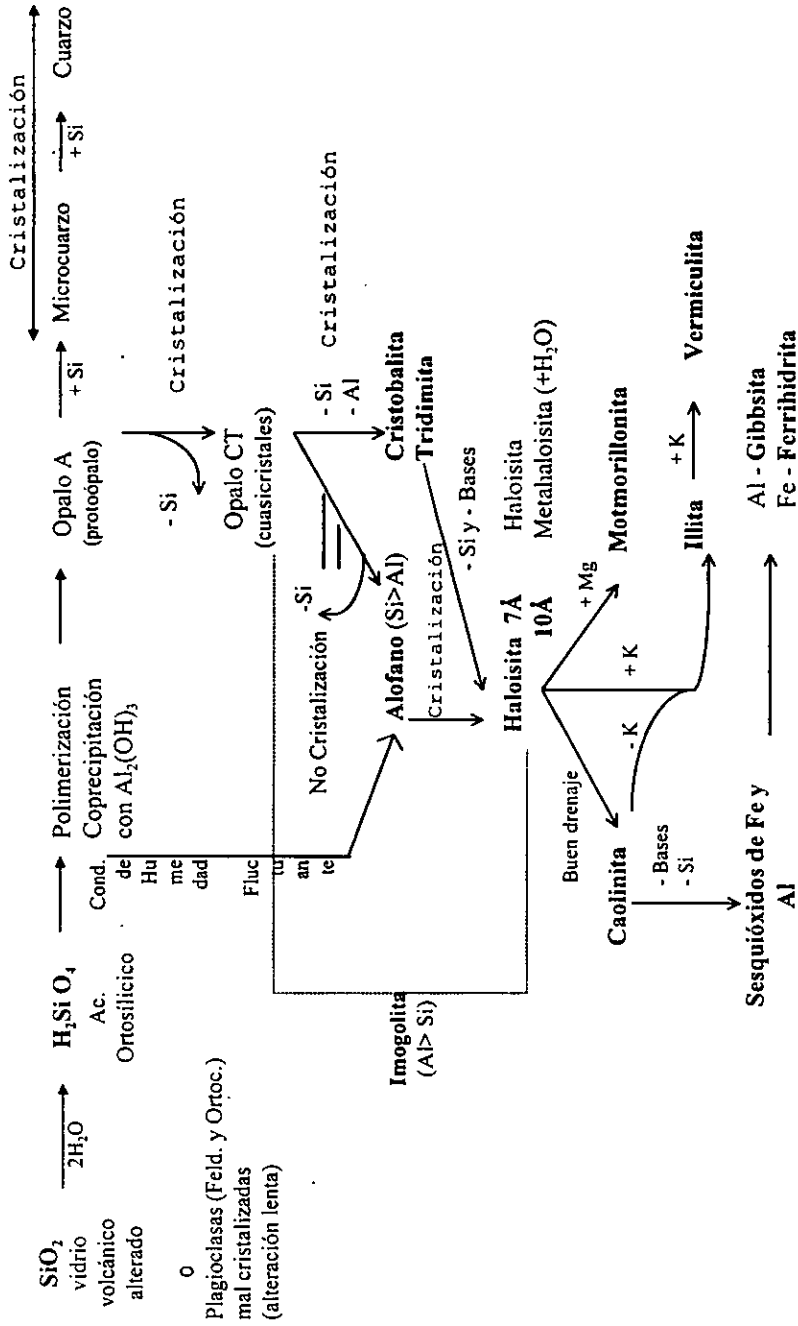 Cristalización
SiO₂
vidrio
volcánico
alterado
2H₂O
H₂Si O₄
Ac.
Ortosilícico
Polimerización
Coprecipitación
con Al₂(OH)₃
Opalo A
(protoópalo)
+ Si
Microcuarzo
+ Si
Cuarzo
o
Plagioclasas (Feld. y Ortoc.)
mal cristalizadas
(alteración lenta)
Cond.
de
Hu
me
dad
Fluc
tu
an
te
- Si
Cristalización
Opalo CT
(cuasicristales)
- Si
- Al
Cristalización
-Si
No Cristalización
Cristobalita
Tridimita
Imogolita
(Al> Si)
Alofano (Si>Al)
Cristalización
- Si y - Bases
Haloisita 7Å
10Å
Haloisita
Metahaloisita (+H₂O)
Buen drenaje
- K
+ K
+ Mg
Motmorillonita
Caolinita
- Bases
- Si
Illita
+ K
Vermiculita
Sesquióxidos de Fe y
Al
Al - Gibbsita
Fe - Ferrihidrita